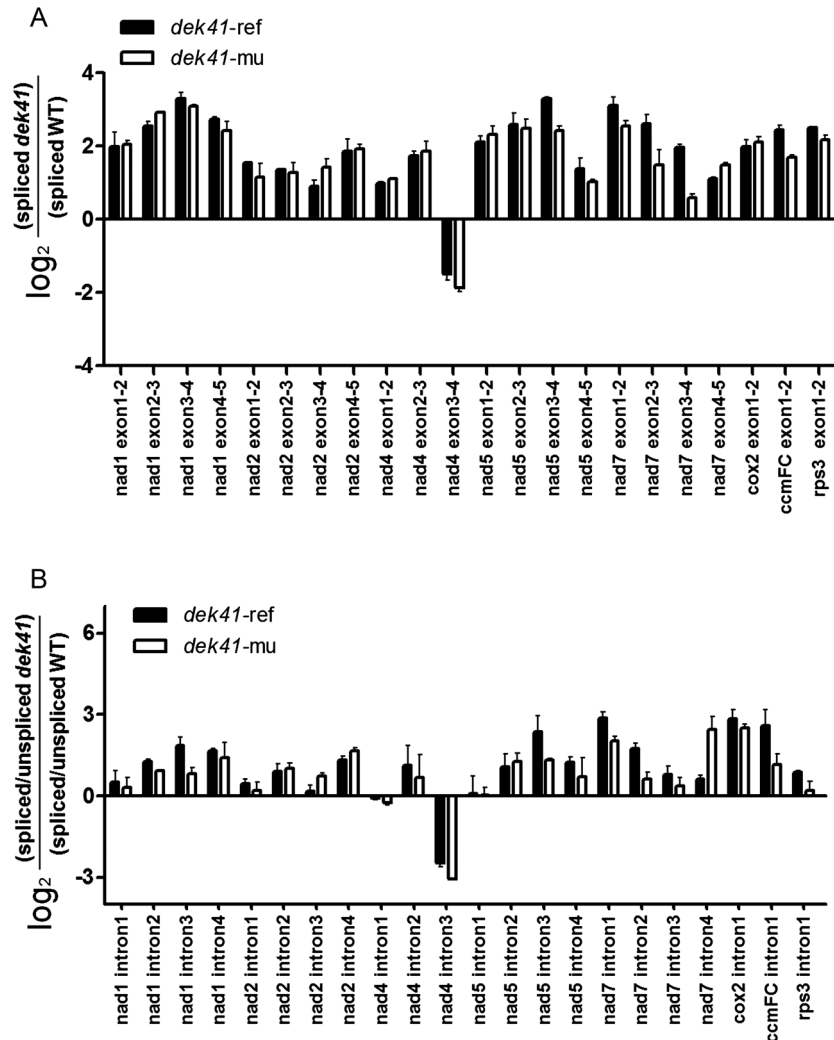 A
dek41-ref
dek41-mu
log2 (spliced dek41)
(spliced WT)
4
2
0
-2
-4
nad1 exon1-2
nad1 exon2-3
nad1 exon3-4
nad1 exon4-5
nad2 exon1-2
nad2 exon2-3
nad2 exon3-4
nad2 exon4-5
nad4 exon1-2
nad4 exon2-3
nad4 exon3-4
nad5 exon1-2
nad5 exon2-3
nad5 exon3-4
nad5 exon4-5
nad7 exon1-2
nad7 exon2-3
nad7 exon3-4
nad7 exon4-5
cox2 exon1-2
ccmFC exon1-2
rps3 exon1-2
B
dek41-ref
dek41-mu
log2 (spliced/unspliced dek41)
(spliced/unspliced WT)
6
3
0
-3
nad1 intron1
nad1 intron2
nad1 intron3
nad1 intron4
nad2 intron1
nad2 intron2
nad2 intron3
nad2 intron4
nad4 intron1
nad4 intron2
nad4 intron3
nad5 intron1
nad5 intron2
nad5 intron3
nad5 intron4
nad7 intron1
nad7 intron2
nad7 intron3
nad7 intron4
cox2 intron1
ccmFC intron1
rps3 intron1